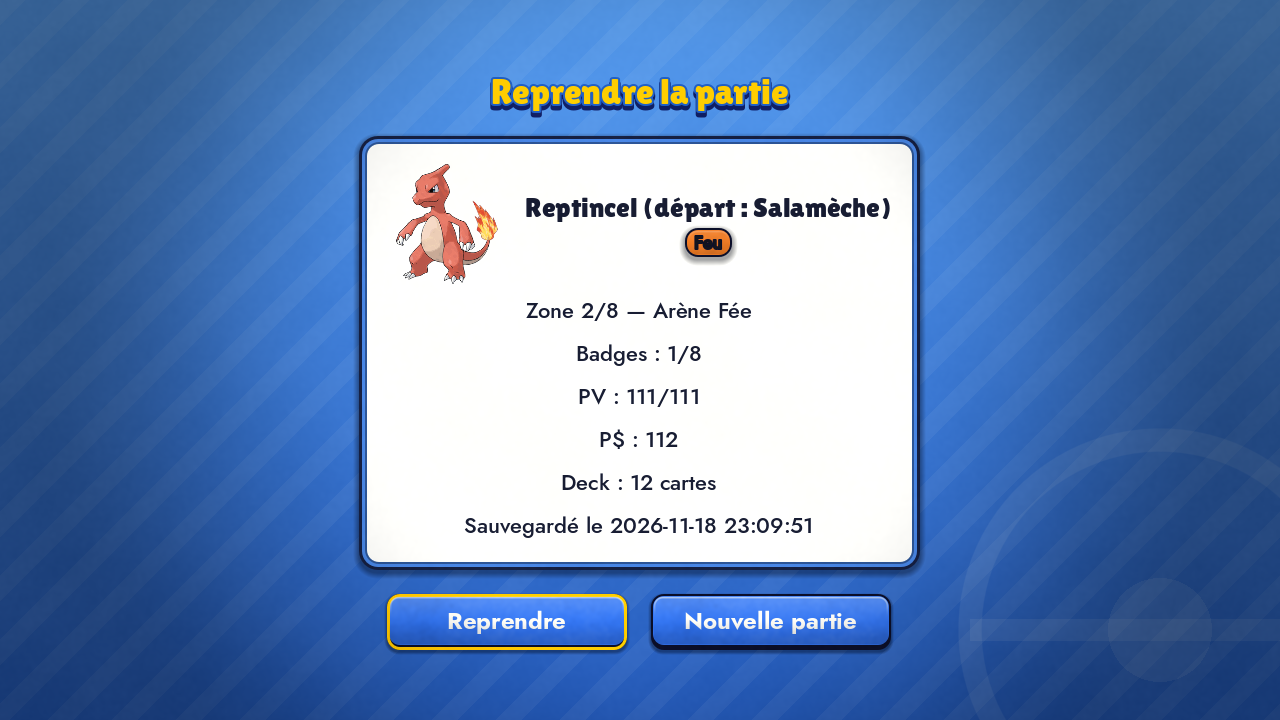 Reprendre la partie
Reptincel (départ : Salamèche)
Feu
Zone 2/8 — Arène Fée
Badges : 1/8
PV : 111/111
P$ : 112
Deck : 12 cartes
Sauvegardé le 2026-11-18 23:09:51
Reprendre
Nouvelle partie